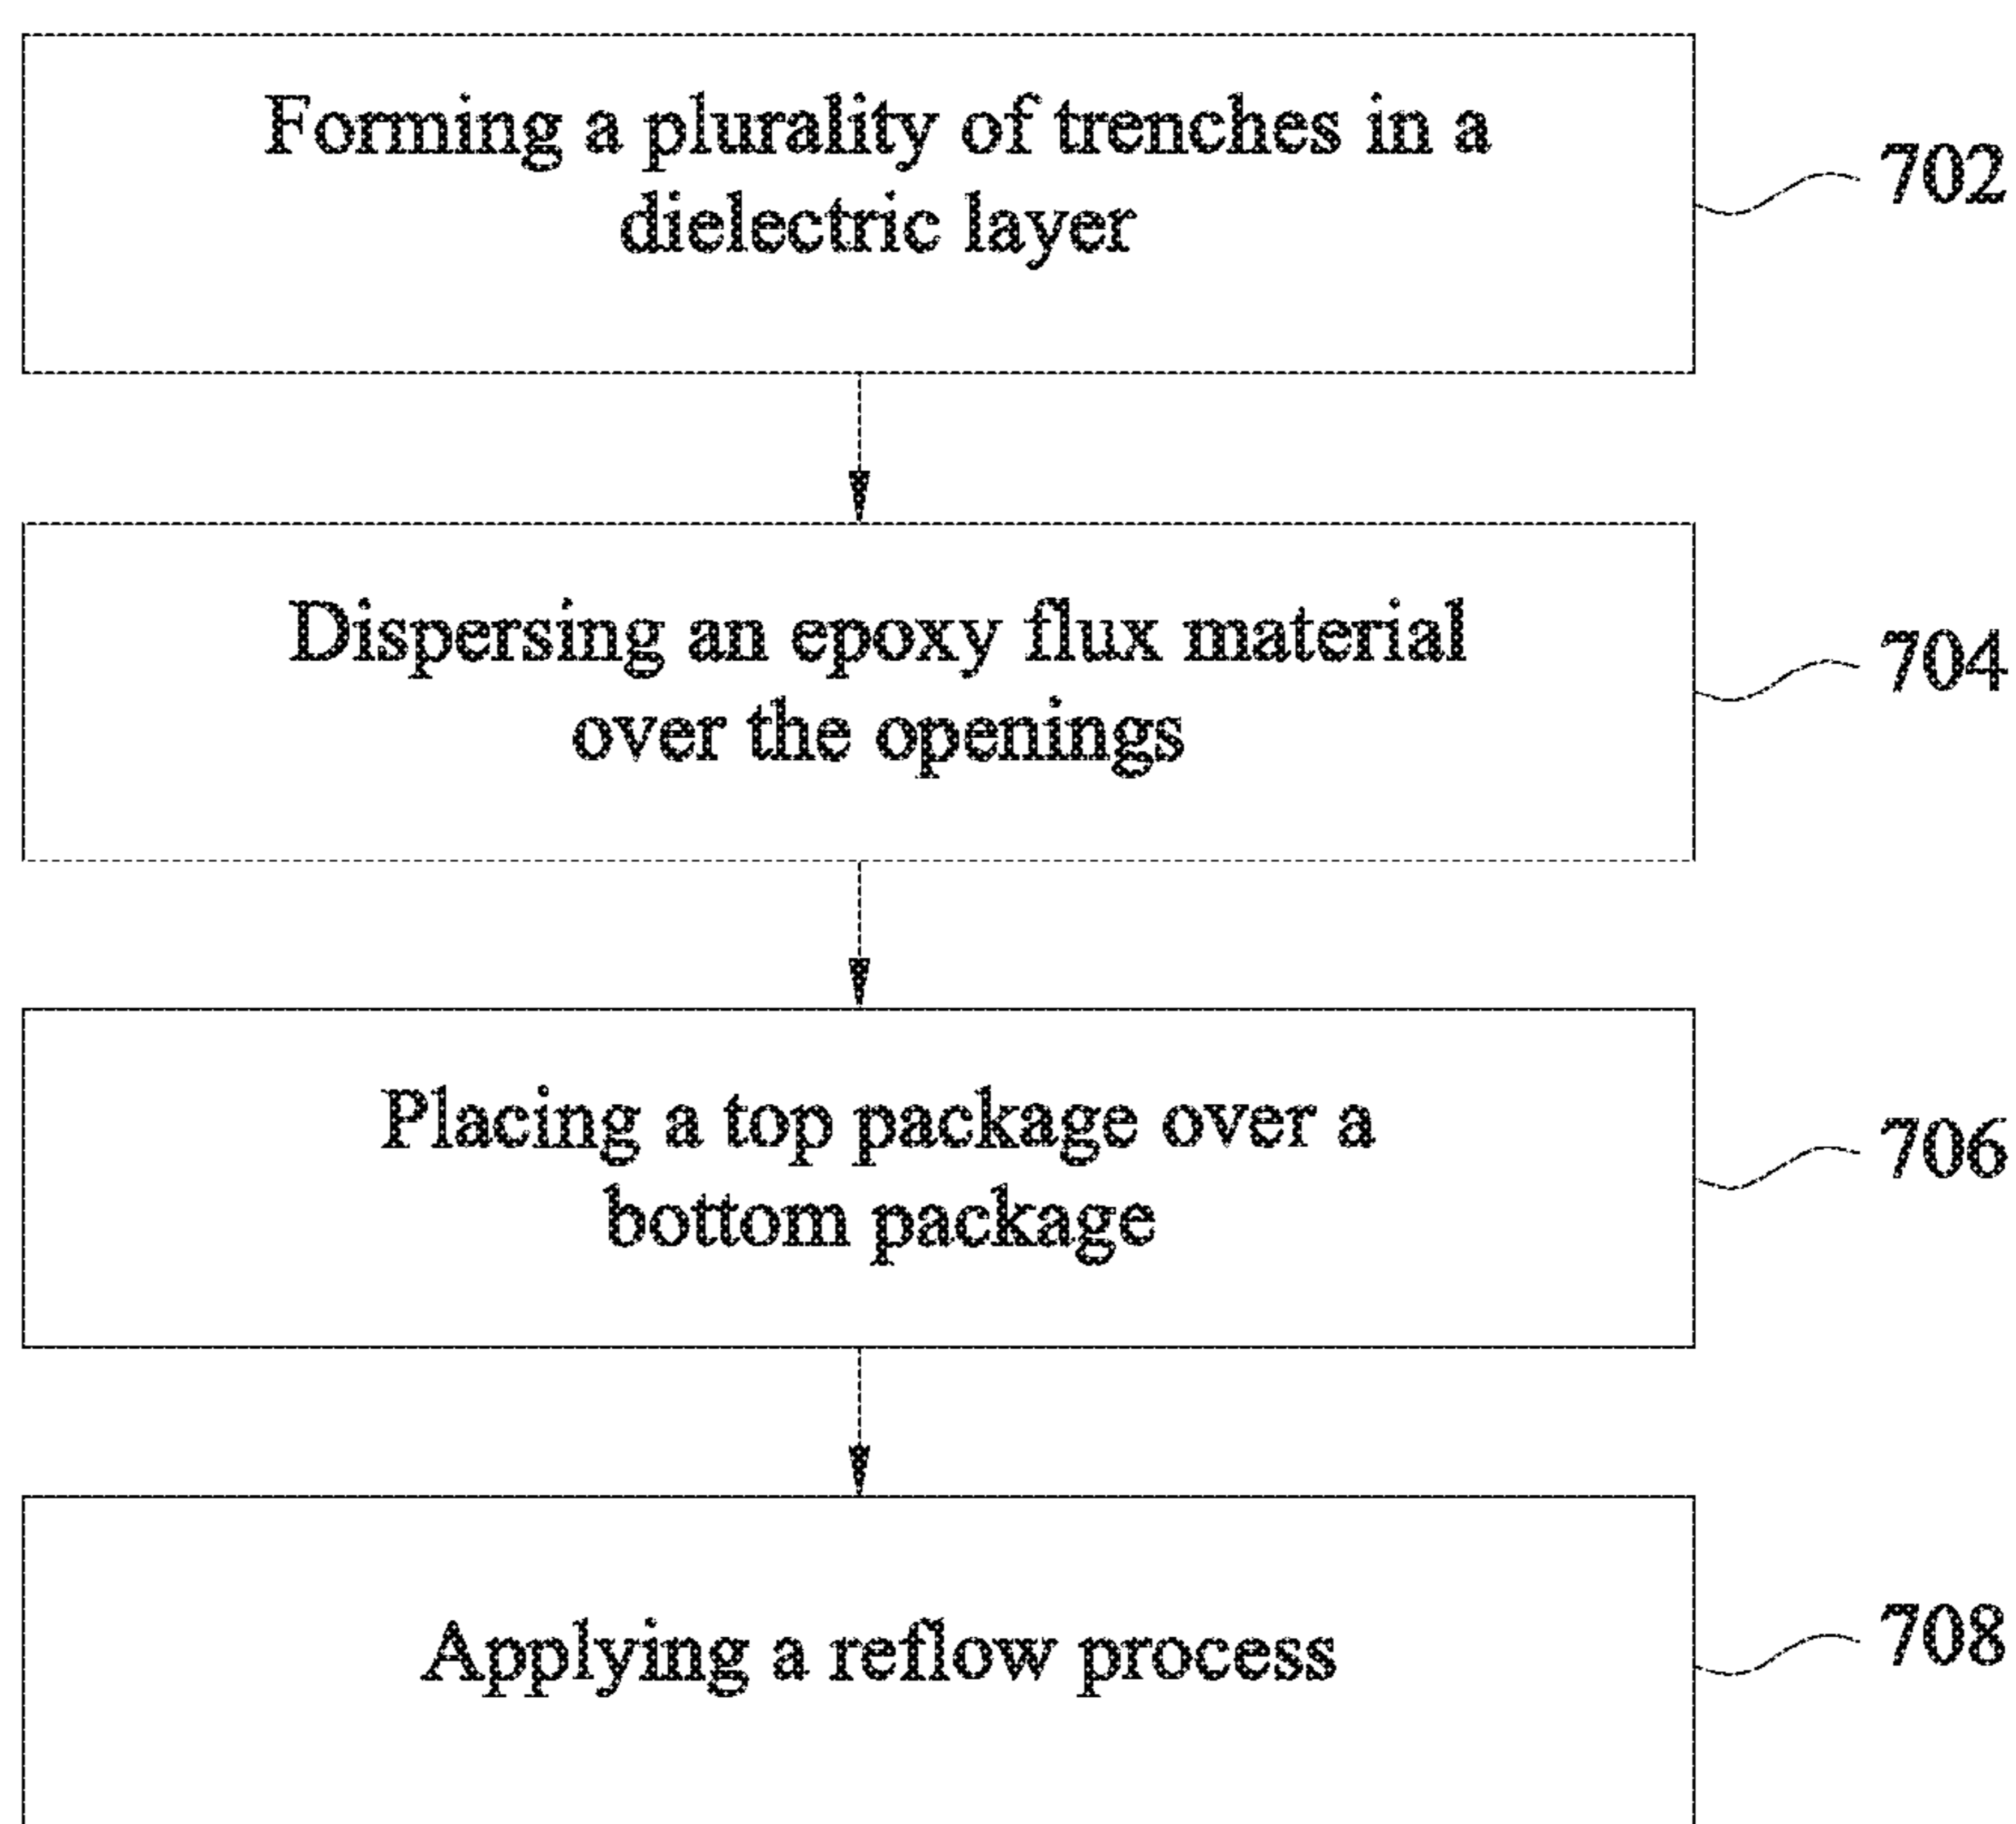 Forming a plurality of trenches in a
dielectric layer
702
Dispersing an epoxy flux material
over the openings
704
Placing a top package over a
bottom package
706
Applying a reflow process
708